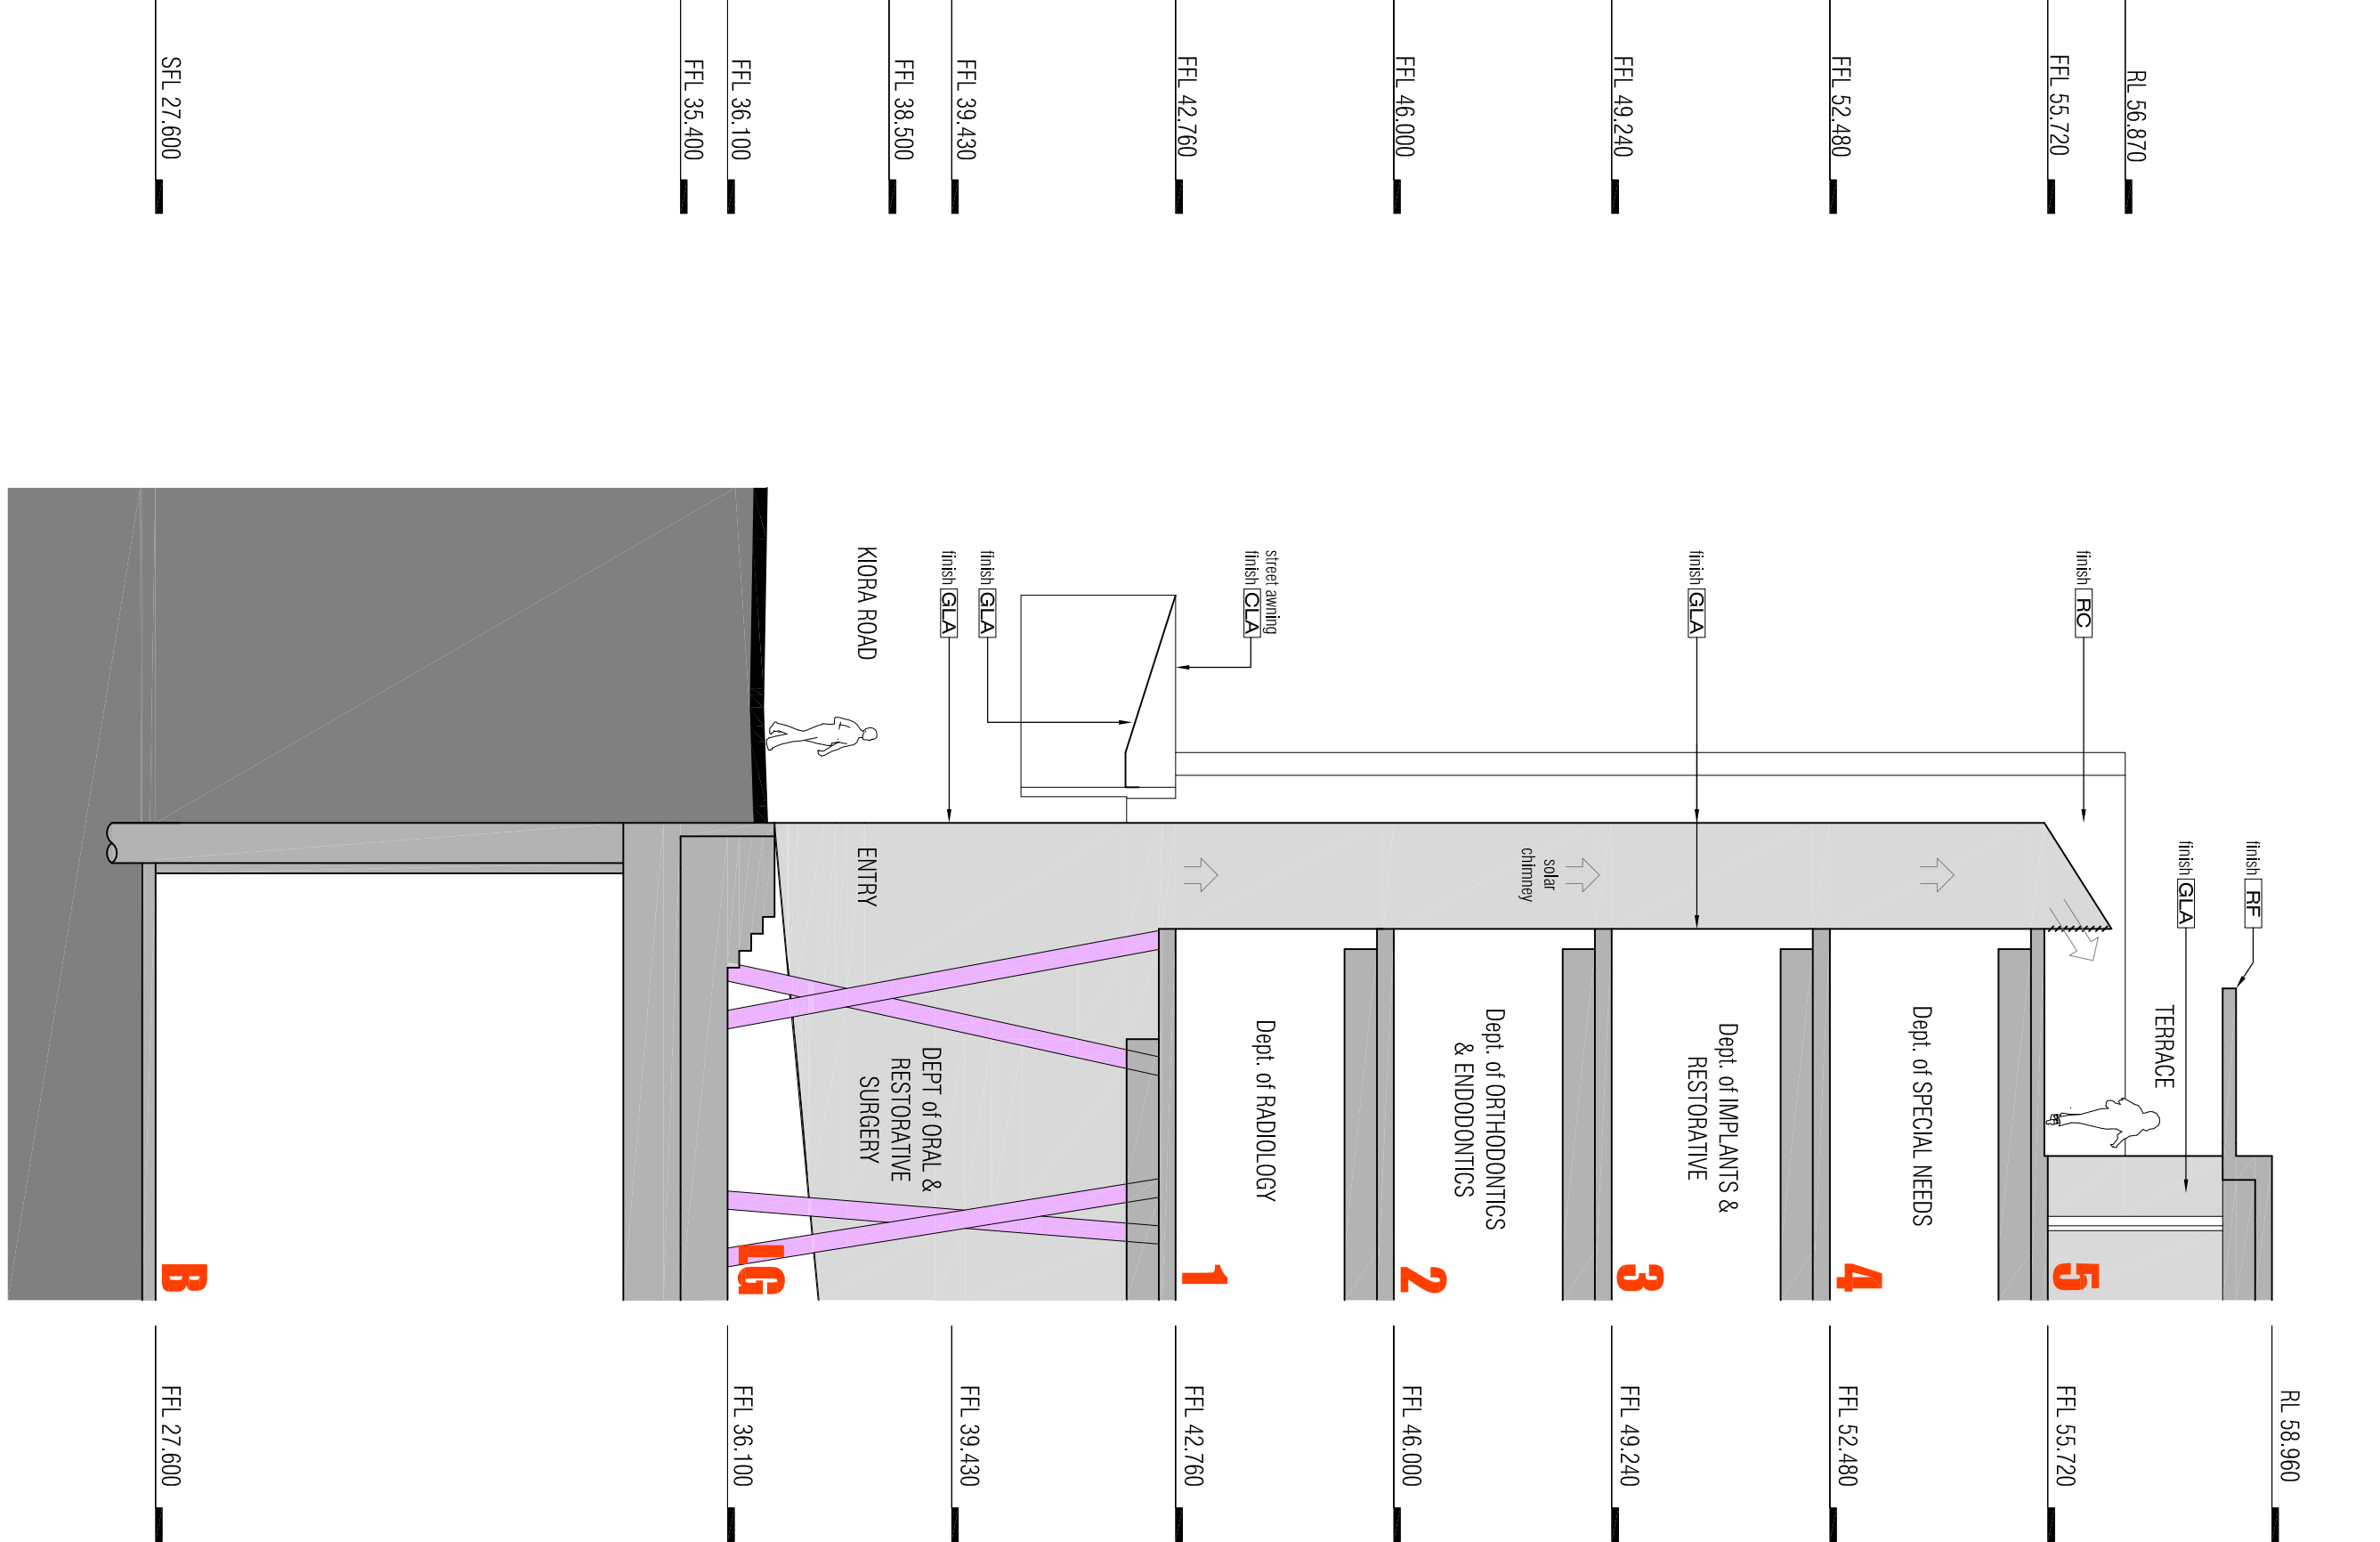 RL 56.870
FFL 55.720
FFL 52.480
FFL 49.240
FFL 46.000
FFL 42.760
FFL 39.430
FFL 38.500
FFL 36.100
FFL 35.400
SFL 27.600
finish RC
finish GLA
street awning
finish CLA
finish GLA
finish GLA
KIORA ROAD
finish RF
finish GLA
solar
chimney
ENTRY
TERRACE
Dept. of SPECIAL NEEDS
Dept. of IMPLANTS &
RESTORATIVE
Dept. of ORTHODONTICS
& ENDODONTICS
Dept. of RADIOLOGY
DEPT of ORAL &
RESTORATIVE
SURGERY
5
4
3
2
1
LG
B
RL 58.960
FFL 55.720
FFL 52.480
FFL 49.240
FFL 46.000
FFL 42.760
FFL 39.430
FFL 36.100
FFL 27.600